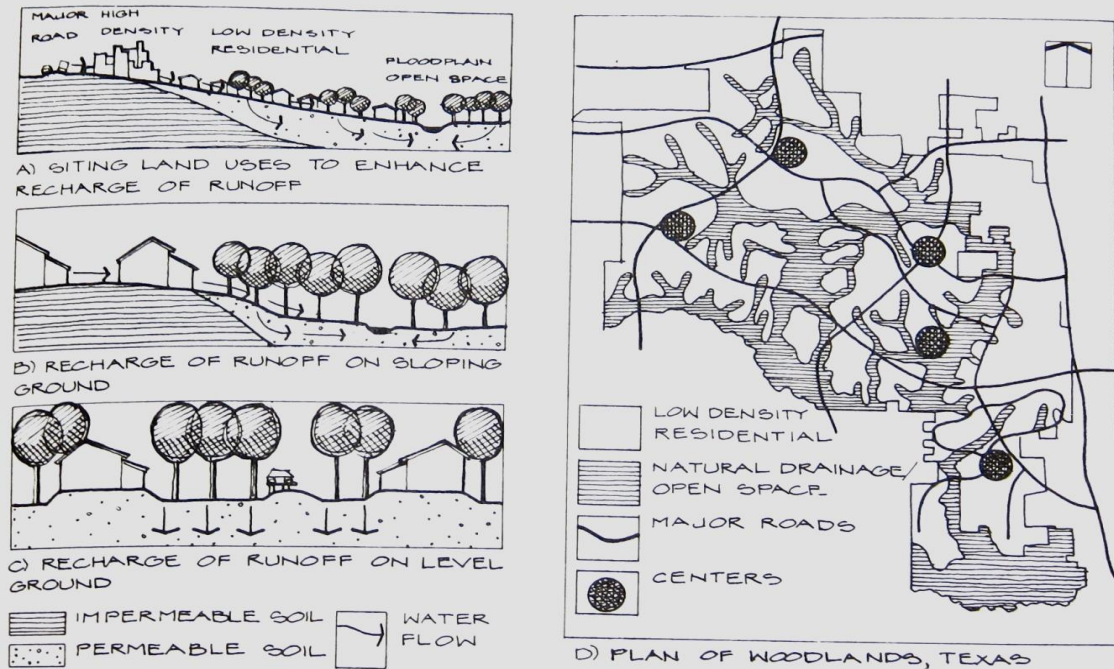 MAJOR HIGH
ROAD DENSITY LOW DENSITY
RESIDENTIAL
FLOODPLAIN
OPEN SPACE
A) SITING LAND USES TO ENHANCE
RECHARGE OF RUNOFF
B) RECHARGE OF RUNOFF ON SLOPING
GROUND
C) RECHARGE OF RUNOFF ON LEVEL
GROUND
IMPERMEABLE SOIL
PERMEABLE SOIL
WATER
FLOW
LOW DENSITY
RESIDENTIAL
NATURAL DRAINAGE/
OPEN SPACE
MAJOR ROADS
CENTERS
D) PLAN OF WOODLANDS, TEXAS